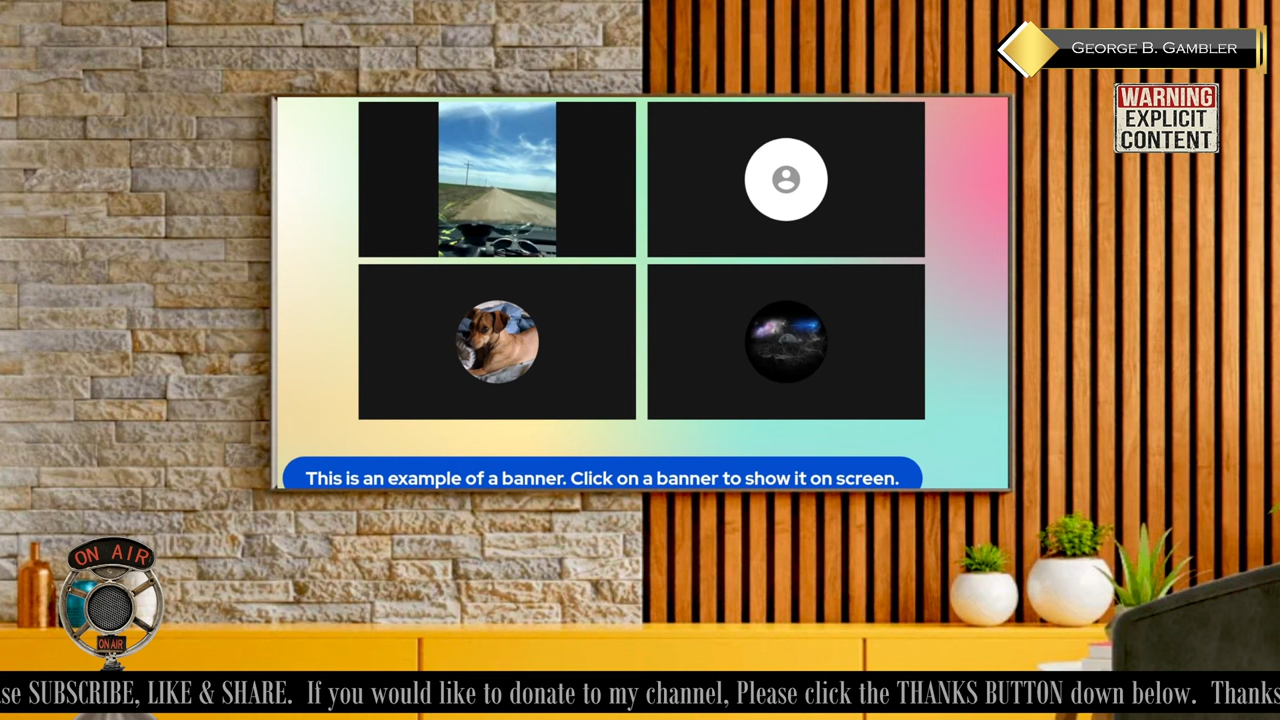 GEORGE B. GAMBLER
WARNING
EXPLICIT
CONTENT
This is an example of a banner. Click on a banner to show it on screen.
ON AIR
ON AIR
se SUBSCRIBE, LIKE & SHARE. If you would like to donate to my channel, Please click the THANKS BUTTON down below. Thanks